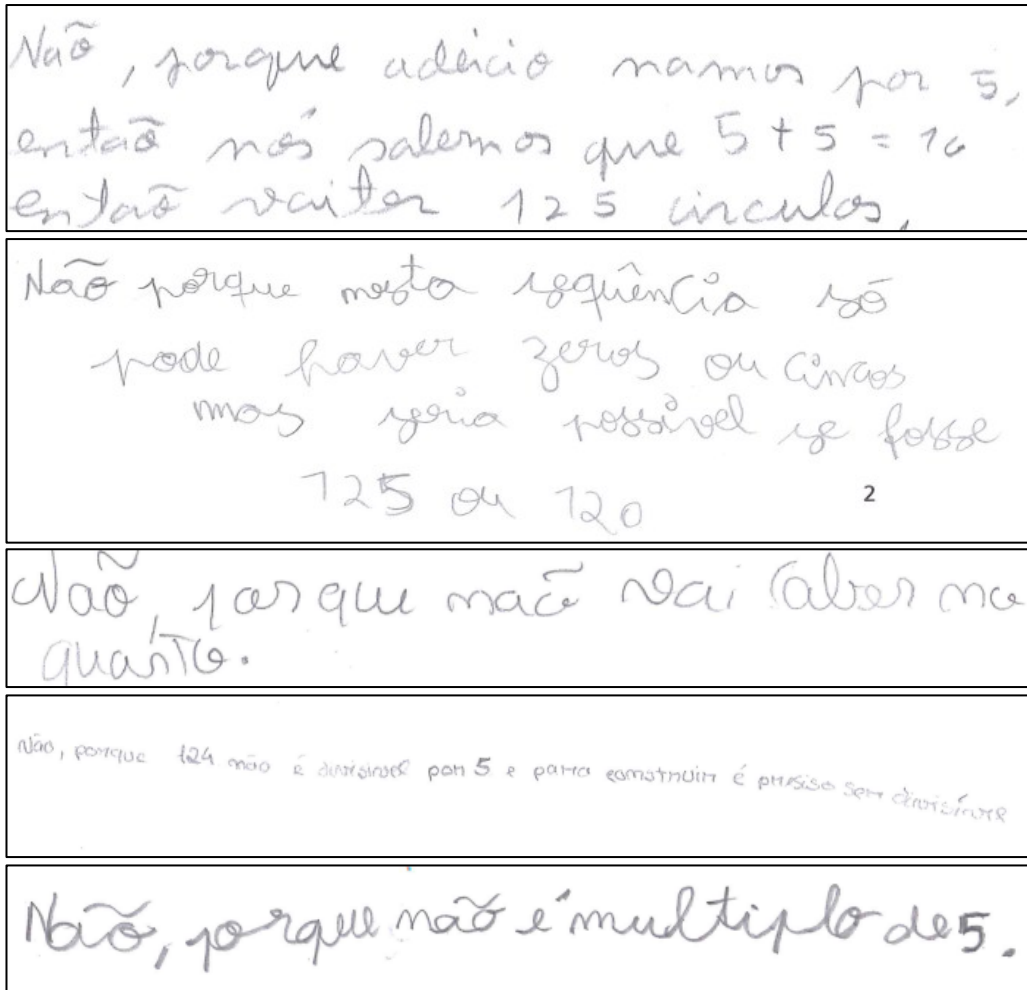 Não, porque adicionamos por 5,
então nós sabemos que 5 + 5 = 10
então vai ter 125 circulos.
Não porque nesta sequência só
pode haver zeros ou cincos
mas seria possível se fosse
125 ou 120
2
Não, porque não vai caber no
quarto.
Não, porque 124 não é divisível por 5 e para construir é presiso ser divisível
Não, porque não é multiplo de 5.